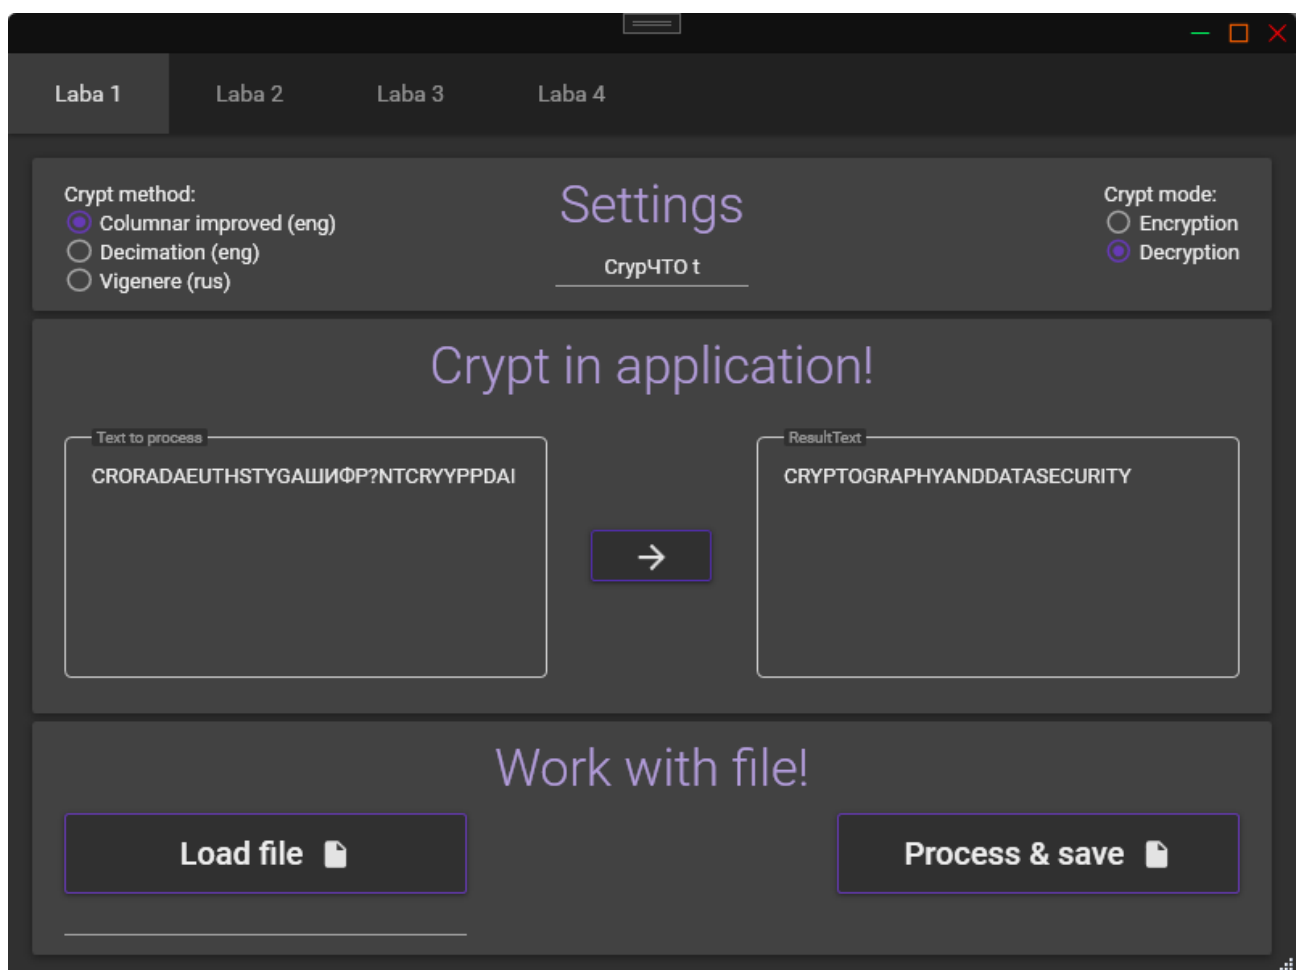 Laba 1 Laba 2 Laba 3 Laba 4
Crypt method:
Columnar improved (eng)
Decimation (eng)
Vigenere (rus)
Settings
CrypЧТО t
Crypt mode:
Encryption
Decryption
Crypt in application!
Text to process
CRORADAEUTHSTYGAШИФР?NTCRYYPPDAI
ResultText
CRYPTOGRAPHYANDDATASECURITY
Work with file!
Load file
Process & save